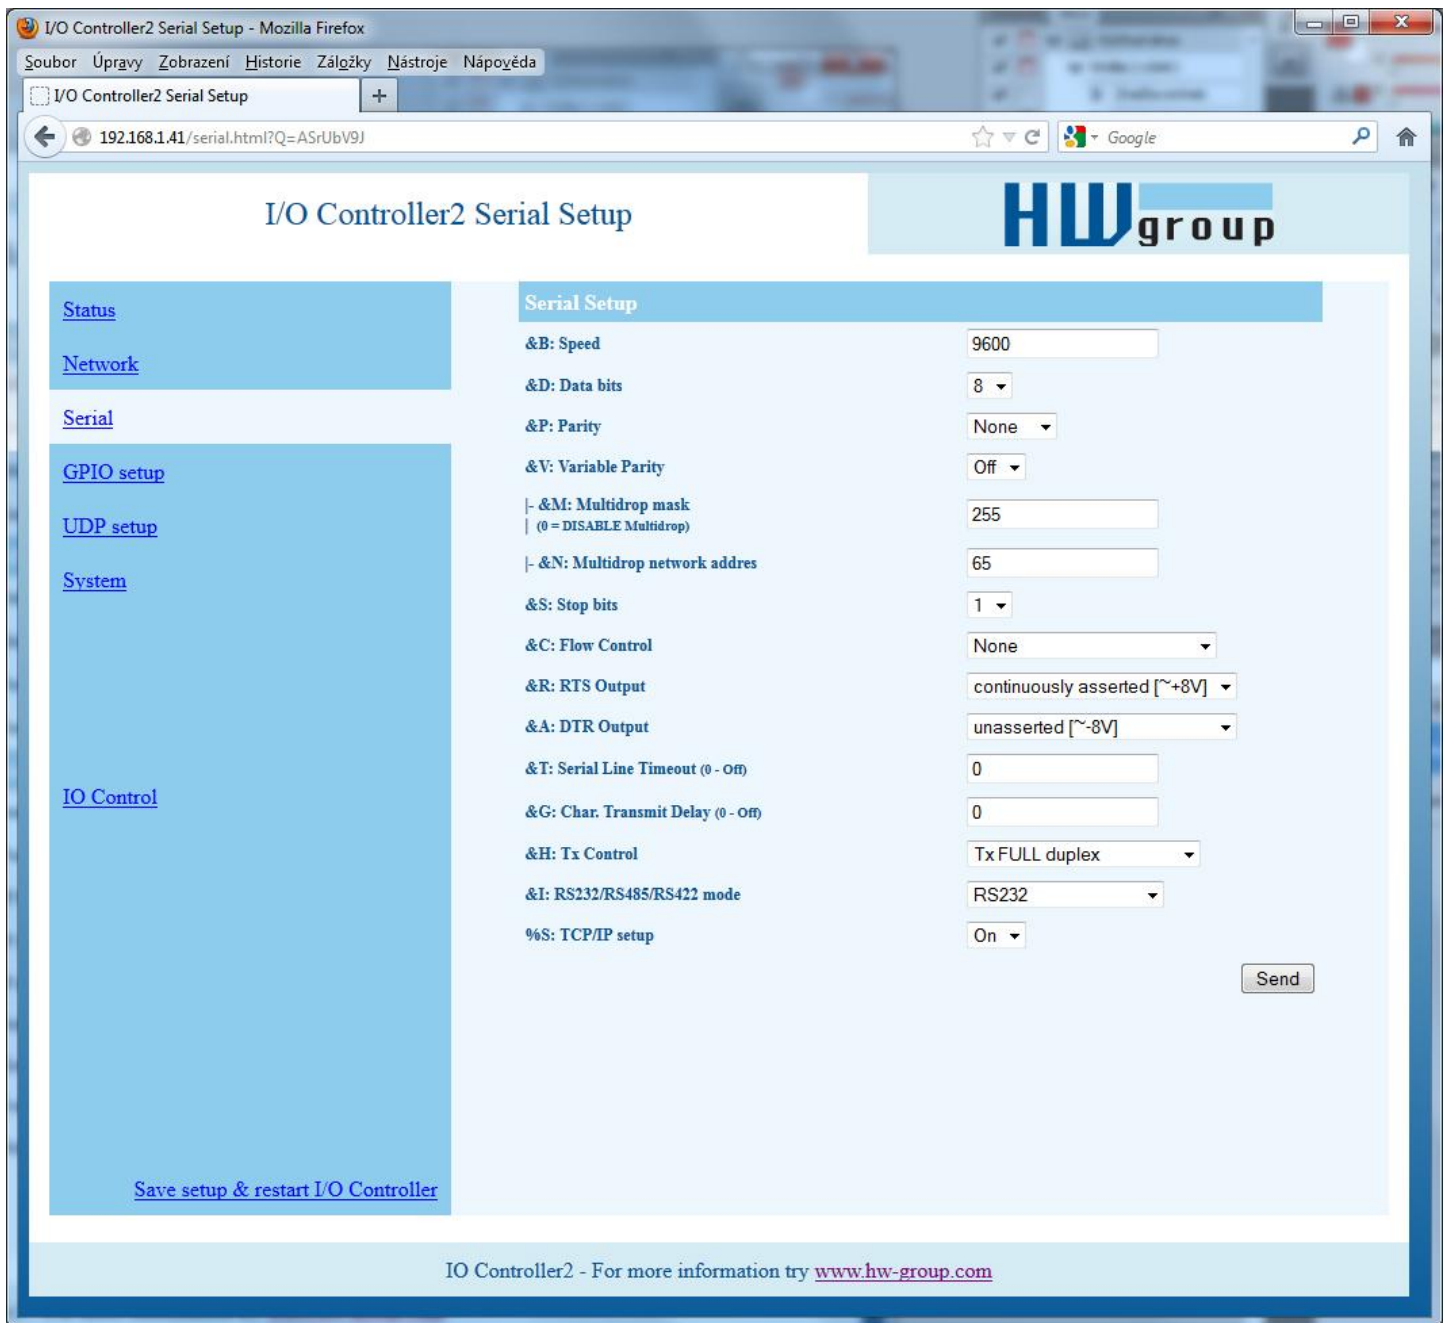 I/O Controller2 Serial Setup - Mozilla Firefox
Soubor Úpravy Zobrazení Historie Záložky Nástroje Nápověda
I/O Controller2 Serial Setup +
192.168.1.41/serial.html?Q=ASrUbV9J Google
I/O Controller2 Serial Setup
HW group
Status
Network
Serial
GPIO setup
UDP setup
System
IO Control
Save setup & restart I/O Controller
Serial Setup
&B: Speed 9600
&D: Data bits 8
&P: Parity None
&V: Variable Parity Off
|- &M: Multidrop mask
| (0 = DISABLE Multidrop) 255
|- &N: Multidrop network addres 65
&S: Stop bits 1
&C: Flow Control None
&R: RTS Output continuously asserted [~+8V]
&A: DTR Output unasserted [~-8V]
&T: Serial Line Timeout (0 - Off) 0
&G: Char. Transmit Delay (0 - Off) 0
&H: Tx Control Tx FULL duplex
&I: RS232/RS485/RS422 mode RS232
%S: TCP/IP setup On
Send
IO Controller2 - For more information try www.hw-group.com